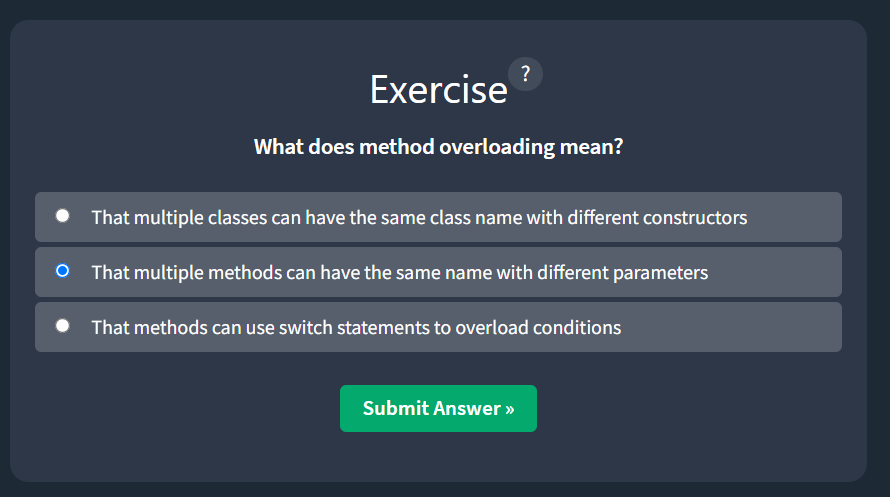 Exercise
?
What does method overloading mean?
That multiple classes can have the same class name with different constructors
That multiple methods can have the same name with different parameters
That methods can use switch statements to overload conditions
Submit Answer »